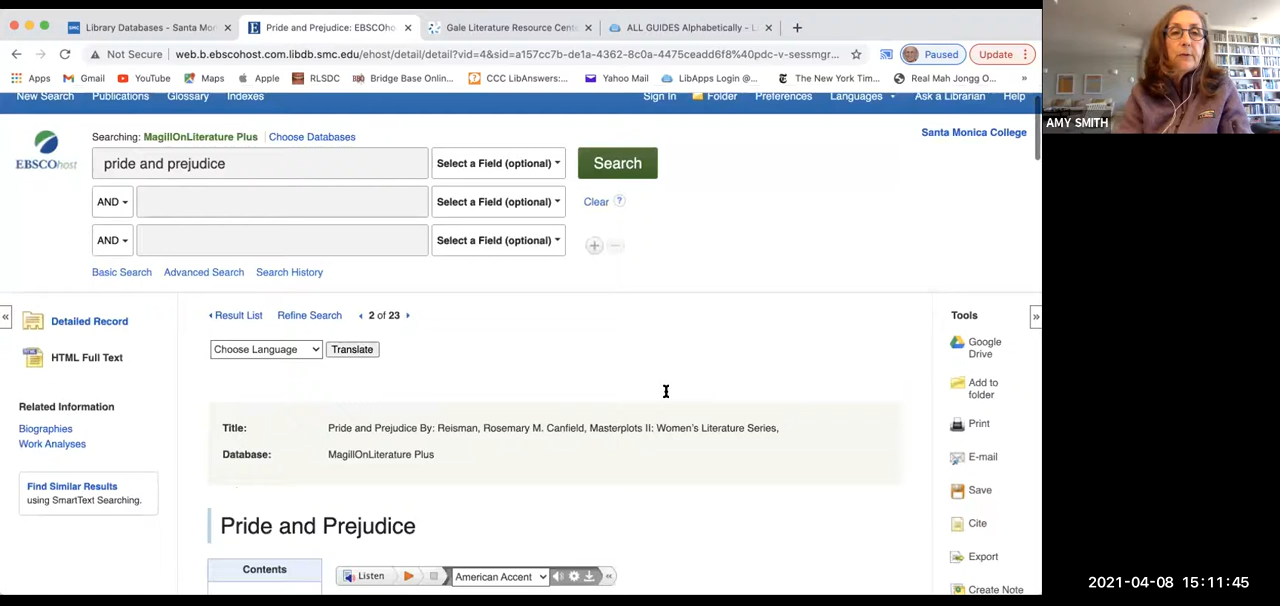 Library Databases - Santa Mo
Pride and Prejudice: EBSCOho
Gale Literature Resource Cent
ALL GUIDES Alphabetically - L
Not Secure
web.b.ebscohost.com.libdb.smc.edu/ehost/detail/detail?vid=4&sid=a157cc7b-de1a-4362-8c0a-4475ceadd6f8%40pdc-v-sessmgr...
Paused
Update
Apps
Gmail
YouTube
Maps
Apple
RLSDC
Bridge Base Onlin...
CCC LibAnswers:...
Yahoo Mail
LibApps Login @...
The New York Tim...
Real Mah Jongg O...
»
New Search
Publications
Glossary
Indexes
Sign In
Folder
Preferences
Languages
Ask a Librarian
Help
Searching: MagillOnLiterature Plus
Choose Databases
Santa Monica College
EBSCOhost
pride and prejudice
Select a Field (optional)
Search
AND
Select a Field (optional)
Clear ?
AND
Select a Field (optional)
Basic Search
Advanced Search
Search History
«
Detailed Record
HTML Full Text
Related Information
Biographies
Work Analyses
Find Similar Results
using SmartText Searching.
Result List
Refine Search
2 of 23
Choose Language
Translate
Title: Pride and Prejudice By: Reisman, Rosemary M. Canfield, Masterplots II: Women's Literature Series,
Database: MagillOnLiterature Plus
Pride and Prejudice
Contents
Listen
American Accent
«
Tools
»
Google
Drive
Add to
folder
Print
E-mail
Save
Cite
Export
Create Note
AMY SMITH
2021-04-08 15:11:45